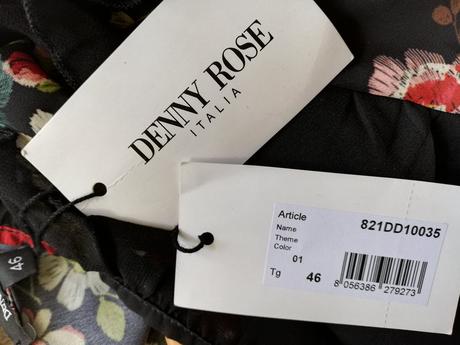 DENNY ROSE
ITALIA
Article 821DD10035
Name
Theme
Color
01
Tg 46
8 056386 279273
46